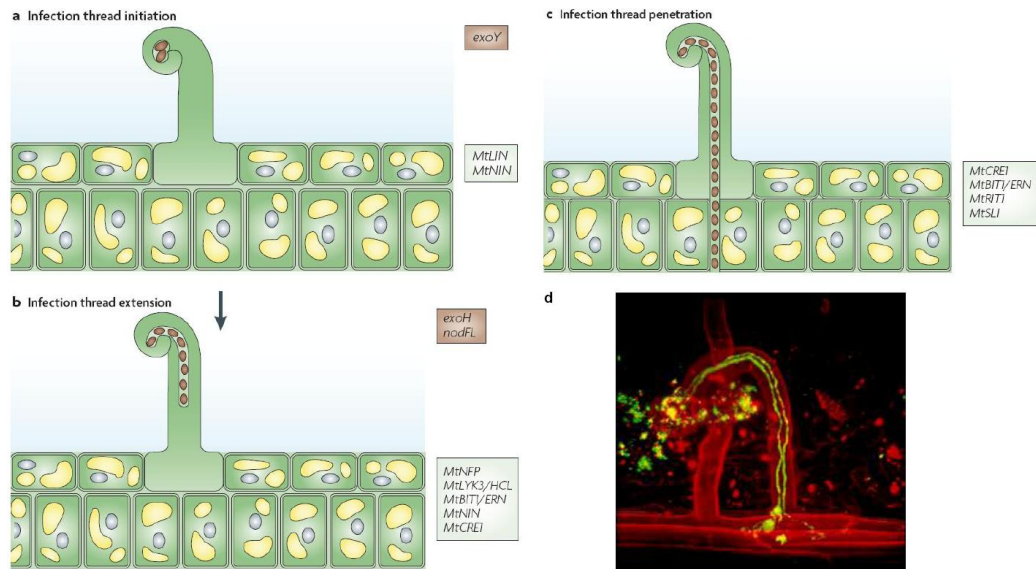 a Infection thread initiation
exoY
MtLIN
MtNIN
b Infection thread extension
exoH
nodFL
MtNFP
MtLYK3/HCL
MtBIT1/ERN
MtNIN
MtCRE1
c Infection thread penetration
MtCRE1
MtBIT1/ERN
MtRIT1
MtSLI
d